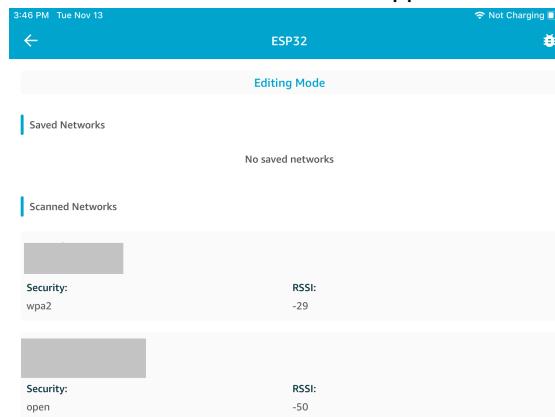 3:46 PM Tue Nov 13 Not Charging
ESP32
Editing Mode
Saved Networks
No saved networks
Scanned Networks
Security: RSSI:
wpa2 -29
Security: RSSI:
open -50